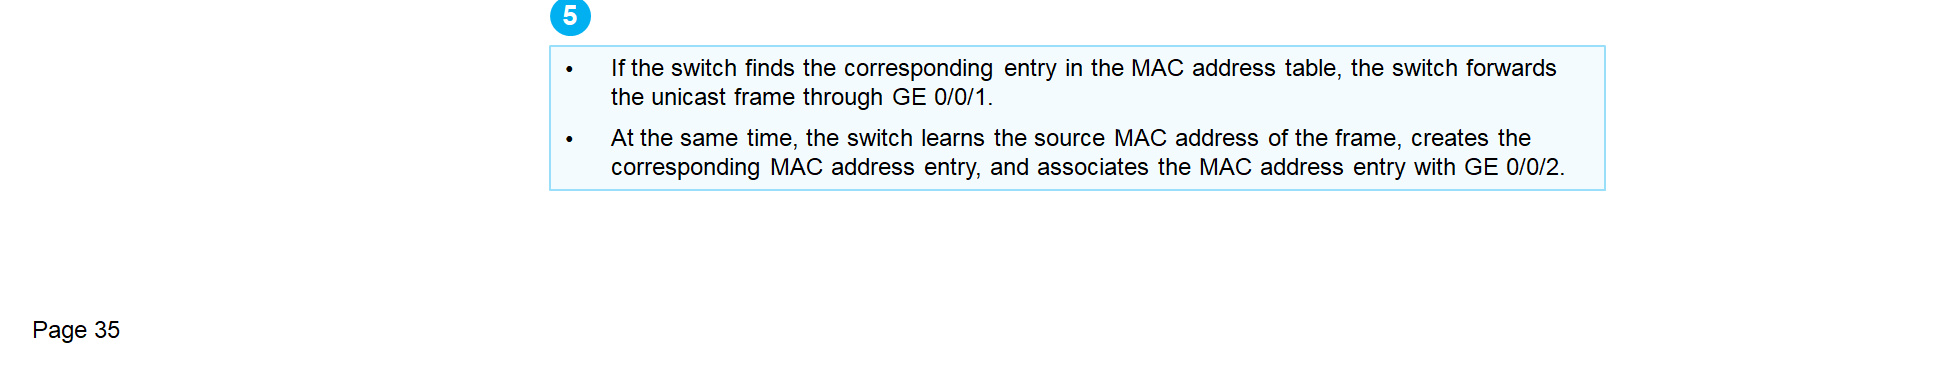 5
• If the switch finds the corresponding entry in the MAC address table, the switch forwards
the unicast frame through GE 0/0/1.
• At the same time, the switch learns the source MAC address of the frame, creates the
corresponding MAC address entry, and associates the MAC address entry with GE 0/0/2.
Page 35